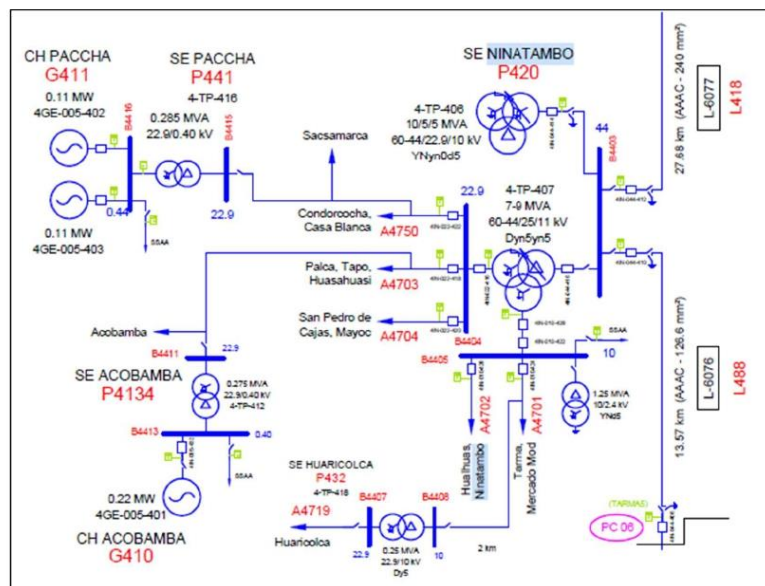 CH PACCHA
G411
0.11 MW
4GE-005-402
0.11 MW
4GE-005-403
B4416
0.44
SSAA
SE PACCHA
P441
4-TP-416
0.285 MVA
22.9/0.40 kV
B4415
22.9
Sacsamarca
SE NINATAMBO
P420
4-TP-406
10/5/5 MVA
60-44/22.9/10 kV
YNyn0d5
44
B4403
27.68 km (AAAC - 240 mm²)
L-6077
L418
22.9
4-TP-407
7-9 MVA
60-44/25/11 kV
Dyn5yn5
Condorcocha,
Casa Blanca
A4750
Palca, Tapo,
Huasahuasi
A4703
San Pedro de
Cajas, Mayoc
A4704
B4404
B4405
SSAA
10
1.25 MVA
10/2.4 kV
YNd5
13.57 km (AAAC - 126.6 mm²)
L-6076
L488
Acobamba
B4411
22.9
SE ACOBAMBA
P4134
0.275 MVA
22.9/0.40 kV
4-TP-412
B4413
0.40
SSAA
0.22 MW
4GE-005-401
CH ACOBAMBA
G410
A4702
Hualhuas,
Ninatambo
A4701
Tarma,
Mercado Mod
SE HUARICOLCA
P432
4-TP-418
A4719
Huaricolca
B4407
22.9
0.25 MVA
22.9/10 kV
Dy5
B4408
10
2 km
(TARMAS)
PC 06